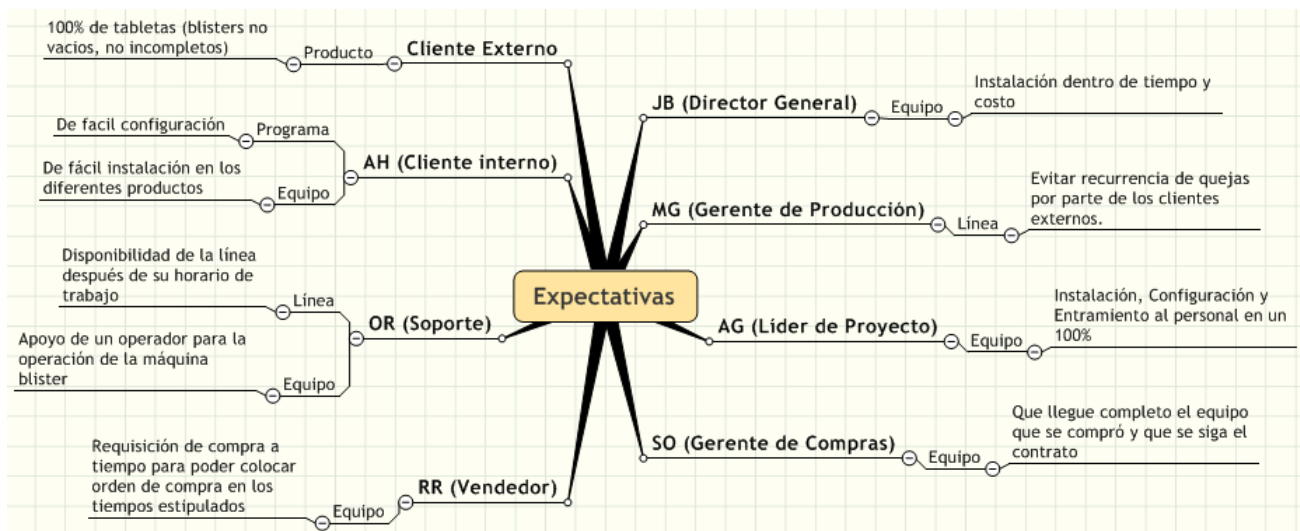 100% de tabletas (blisters no
vacios, no incompletos)
Producto
Cliente Externo
De facil configuración
Programa
De fácil instalación en los
diferentes productos
Equipo
AH (Cliente interno)
Disponibilidad de la línea
después de su horario de
trabajo
Línea
Apoyo de un operador para la
operación de la máquina
blister
Equipo
OR (Soporte)
Requisición de compra a
tiempo para poder colocar
orden de compra en los
tiempos estipulados
Equipo
RR (Vendedor)
Expectativas
JB (Director General)
Equipo
Instalación dentro de tiempo y
costo
MG (Gerente de Producción)
Línea
Evitar recurrencia de quejas
por parte de los clientes
externos.
AG (Líder de Proyecto)
Equipo
Instalación, Configuración y
Entramiento al personal en un
100%
SO (Gerente de Compras)
Equipo
Que llegue completo el equipo
que se compró y que se siga el
contrato